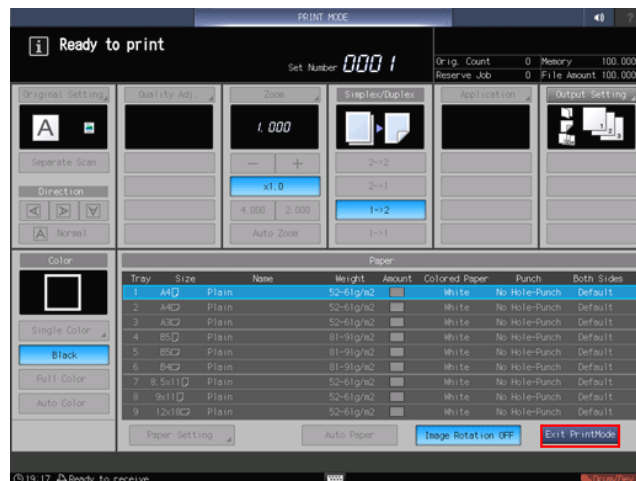 PRINT MODE
?
i Ready to print
Set Number 0001
Orig. Count 0 Memory 100.000
Reserve Job 0 File Amount 100.000
Original Setting Quality Adj. Zoom Simplex/Duplex Application Output Setting
A 1.000 1 2 3
Separate Scan - + 2->2
Direction x1.0 2->1
4.000 2.000 1->2
A Normal Auto Zoom 1->1
Color Paper
Tray Size Name Weight Amount Colored Paper Punch Both Sides
1 A4 Plain 52-61g/m2 White No Hole-Punch Default
2 A4 Plain 52-61g/m2 White No Hole-Punch Default
3 A3 Plain 52-61g/m2 White No Hole-Punch Default
4 B5 Plain 81-91g/m2 White No Hole-Punch Default
5 B5 Plain 81-91g/m2 White No Hole-Punch Default
6 B4 Plain 81-91g/m2 White No Hole-Punch Default
7 8.5x11 Plain 52-61g/m2 White No Hole-Punch Default
8 9x11 Plain 52-61g/m2 White No Hole-Punch Default
9 12x18 Plain 52-61g/m2 White No Hole-Punch Default
Single Color
Black
Full Color
Auto Color
Paper Setting Auto Paper Image Rotation OFF Exit PrintMode
19:17 Ready to receive Drum/Dev